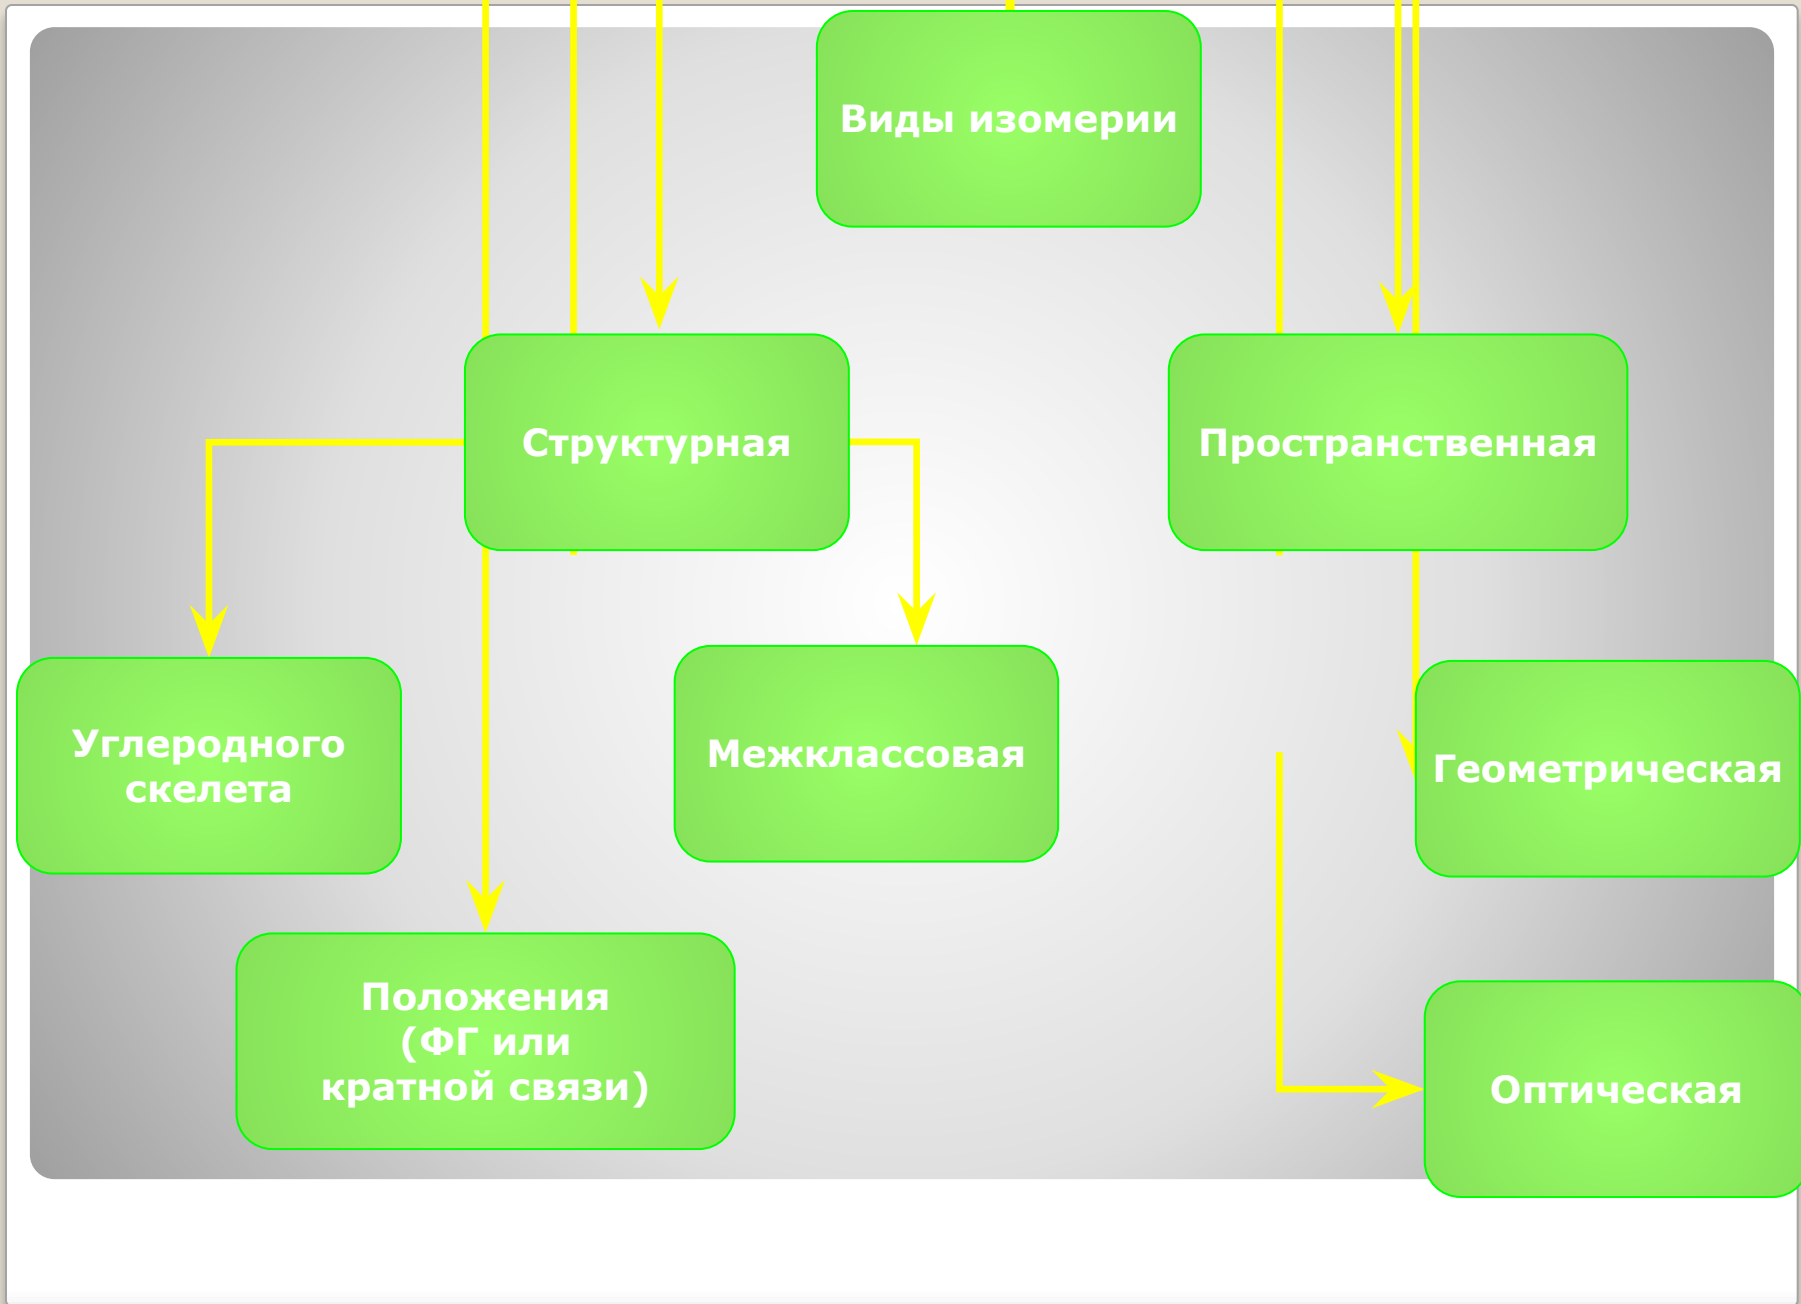 Виды изомерии
Структурная
Пространственная
Углеродного
скелета
Межклассовая
Геометрическая
Положения
(ФГ или
кратной связи)
Оптическая